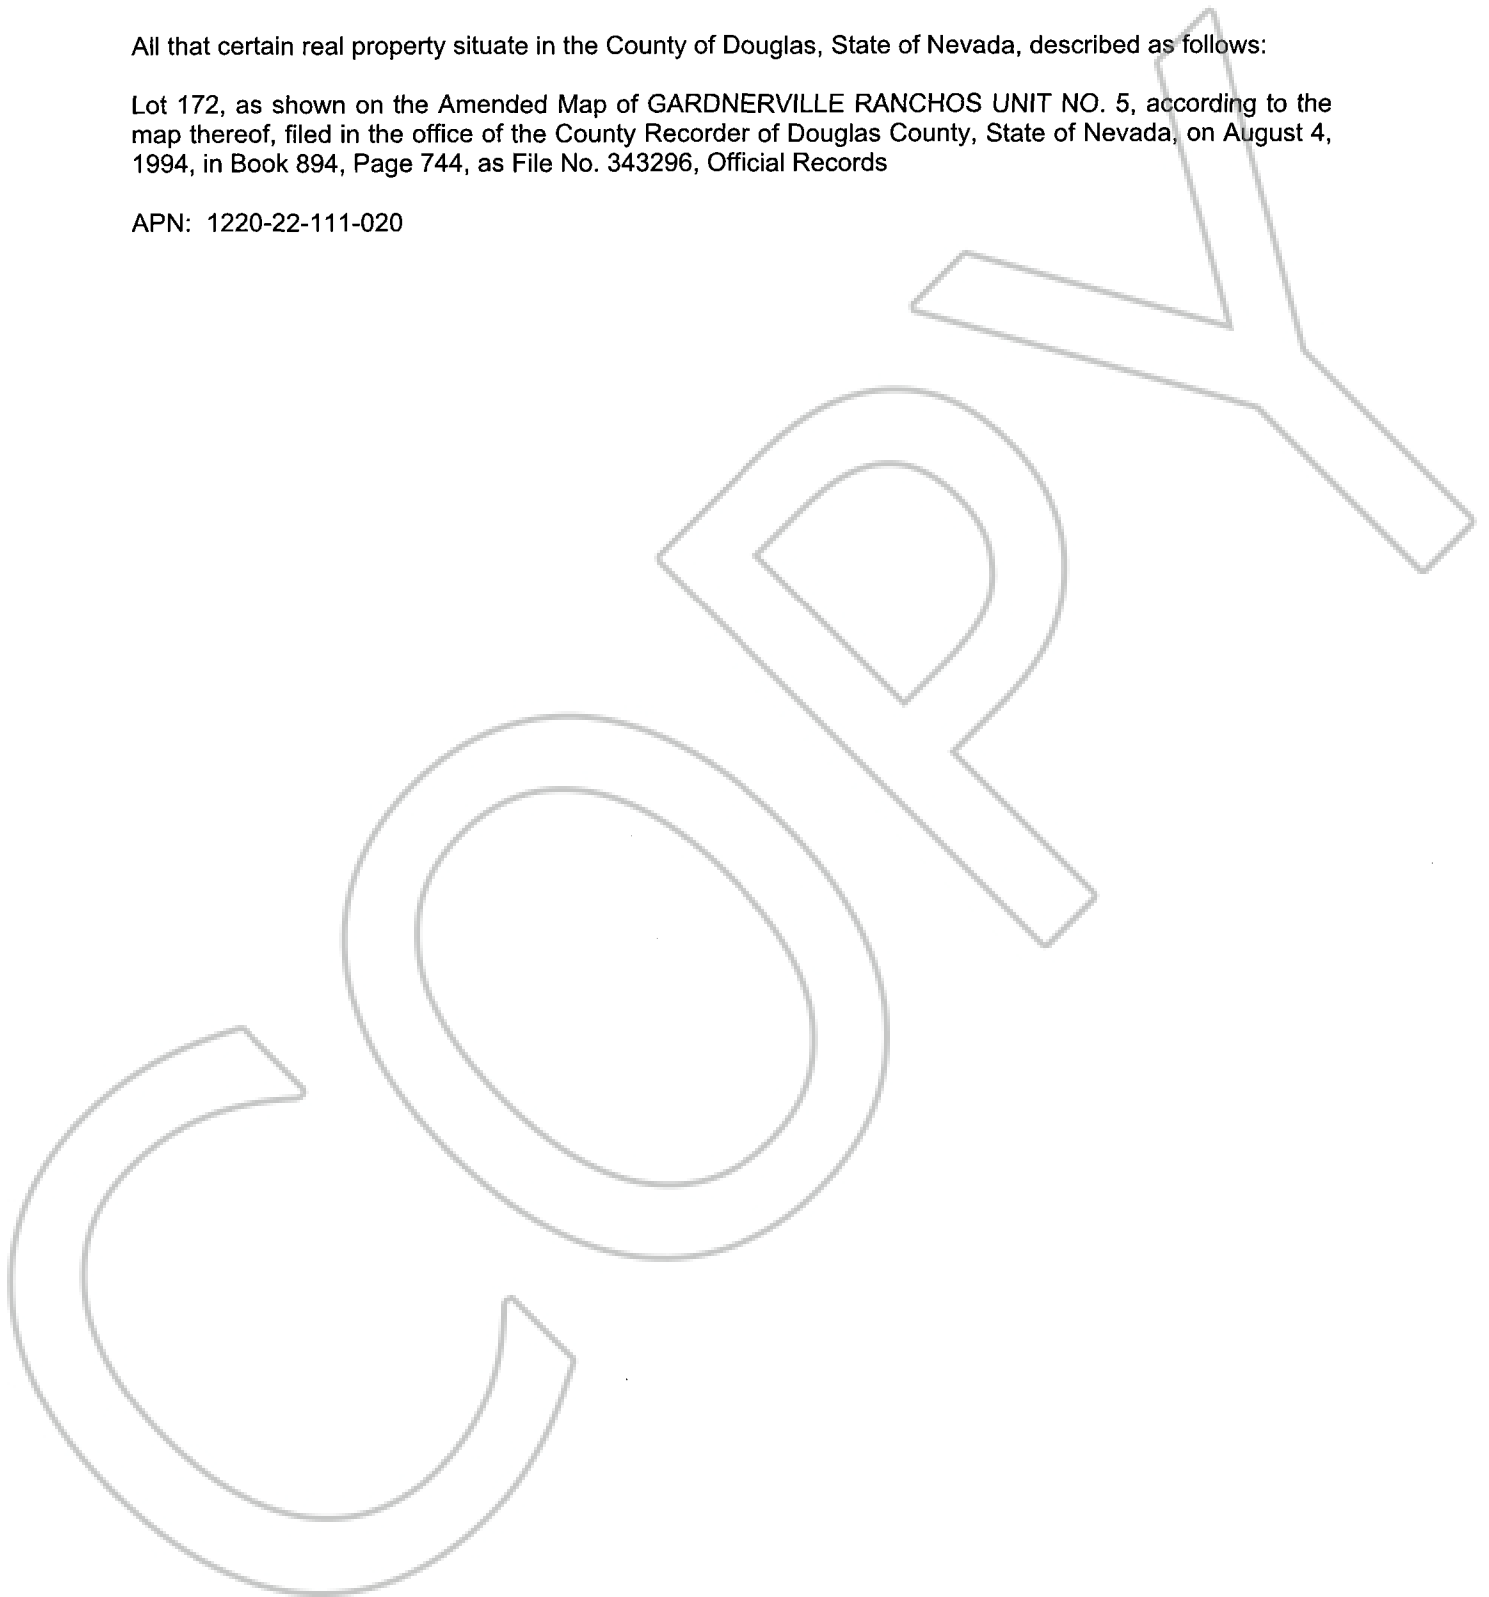 All that certain real property situate in the County of Douglas, State of Nevada, described as follows:
Lot 172, as shown on the Amended Map of GARDNERVILLE RANCHOS UNIT NO. 5, according to the
map thereof, filed in the office of the County Recorder of Douglas County, State of Nevada, on August 4,
1994, in Book 894, Page 744, as File No. 343296, Official Records
APN: 1220-22-111-020
COPY